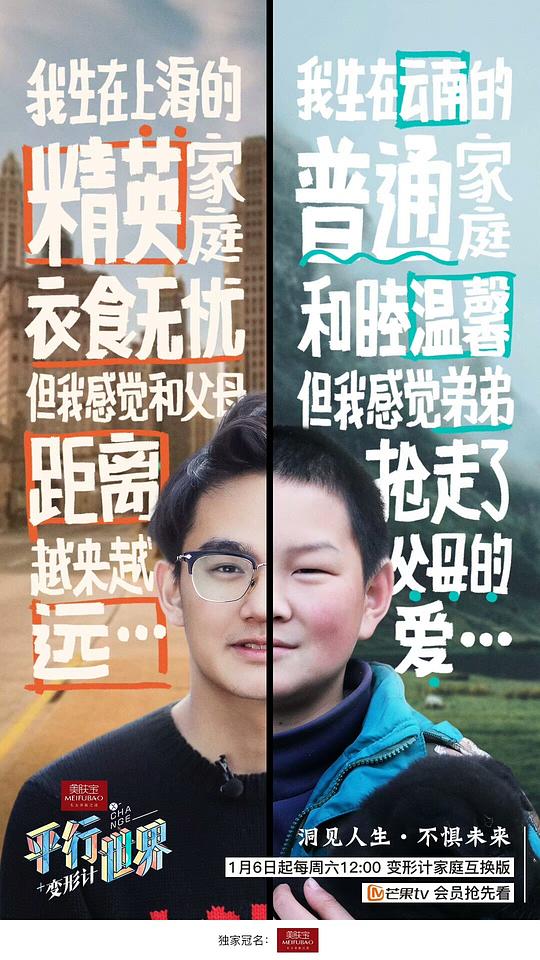 我生在上海的
精英家庭
衣食无忧
但我感觉和父母
距离
越来越
远…
我生在云南的
普通家庭
和睦温馨
但我感觉弟弟
抢走了
父母的
爱…
美肤宝
MEIFUBAO
X CHANGE
平行世界
+变形计
洞见人生·不惧未来
1月6日起每周六12:00 变形计家庭互换版
芒果tv 会员抢先看
独家冠名：
美肤宝
MEIFUBAO